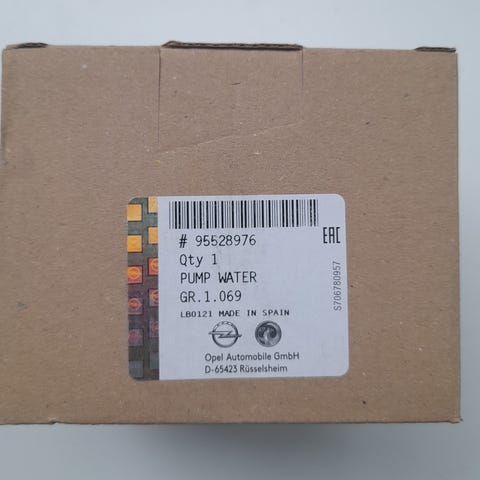 # 95528976
Qty 1
PUMP WATER
GR.1.069
LB0121 MADE IN SPAIN
Opel Automobile GmbH
D-65423 Rüsselsheim
EAC
S706780957